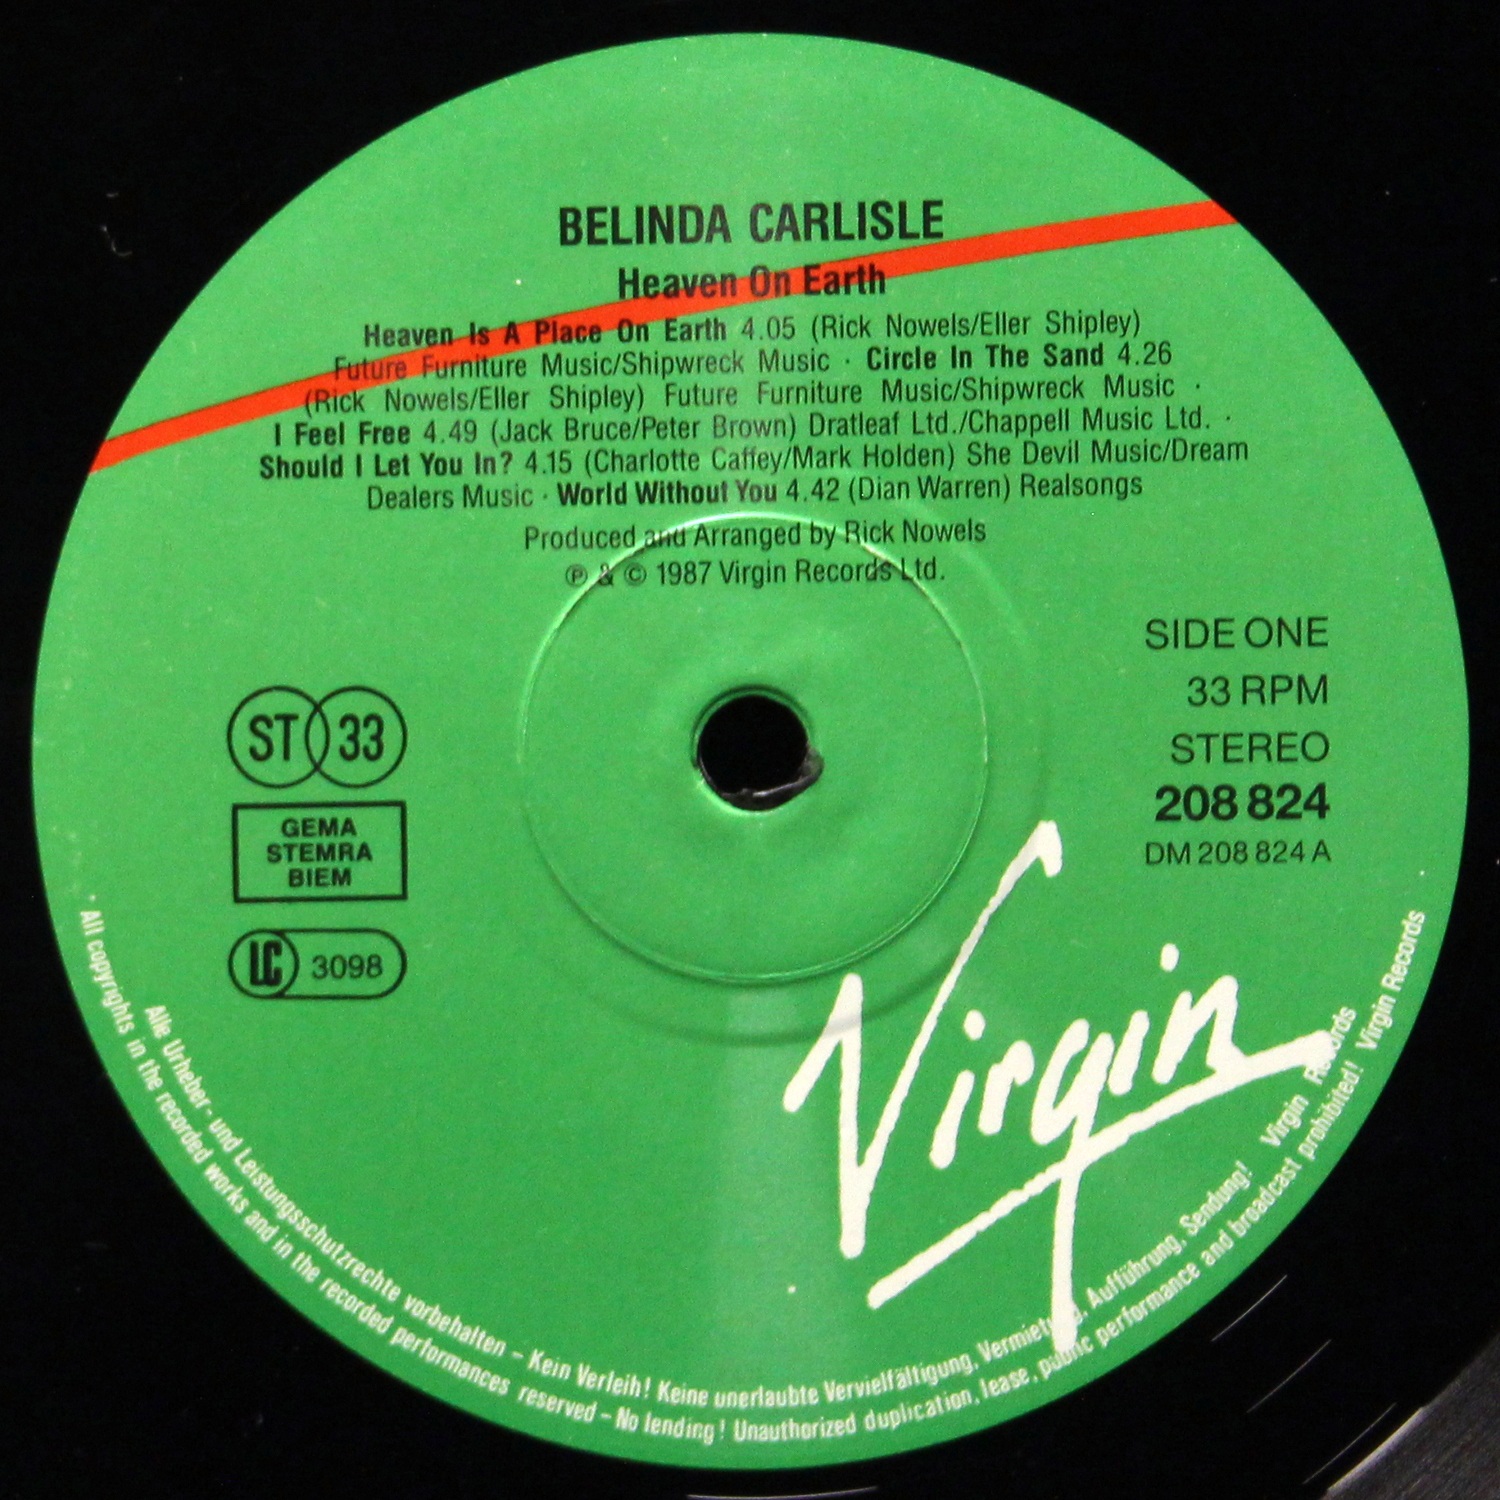 BELINDA CARLISLE
Heaven On Earth
Heaven Is A Place On Earth 4.05 (Rick Nowels/Eller Shipley)
Future Furniture Music/Shipwreck Music · Circle In The Sand 4.26
(Rick Nowels/Eller Shipley) Future Furniture Music/Shipwreck Music ·
I Feel Free 4.49 (Jack Bruce/Peter Brown) Dratleaf Ltd./Chappell Music Ltd. ·
Should I Let You In? 4.15 (Charlotte Caffey/Mark Holden) She Devil Music/Dream
Dealers Music · World Without You 4.42 (Dian Warren) Realsongs
Produced and Arranged by Rick Nowels
℗ & © 1987 Virgin Records Ltd.
SIDE ONE
33 RPM
STEREO
208 824
DM 208 824 A
ST 33
GEMA
STEMRA
BIEM
LC 3098
Virgin
Alle Urheber- und Leistungsschutzrechte vorbehalten – Kein Verleih! Keine unerlaubte Vervielfältigung, Vermietung, Aufführung, Sendung! Virgin Records
· All copyrights in the recorded works and in the recorded performances reserved – No lending! Unauthorized duplication, lease, public performance and broadcast prohibited! Virgin Records ·